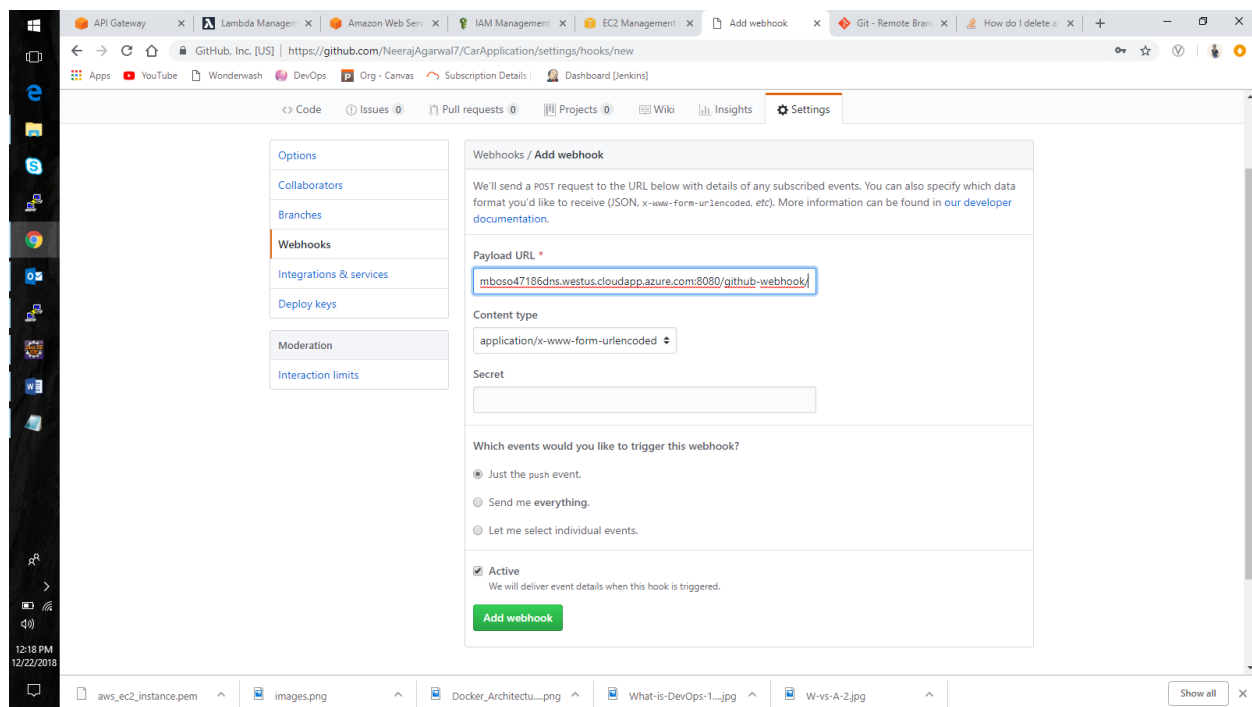 API Gateway
Lambda Managem
Amazon Web Servi
IAM Management
EC2 Management
Add webhook
Git - Remote Branc
How do I delete a
GitHub, Inc. [US] | https://github.com/NeerajAgarwal7/CarApplication/settings/hooks/new
Apps YouTube Wonderwash DevOps Org - Canvas Subscription Details | Dashboard [Jenkins]
<> Code Issues 0 Pull requests 0 Projects 0 Wiki Insights Settings
Options
Collaborators
Branches
Webhooks
Integrations & services
Deploy keys
Moderation
Interaction limits
Webhooks / Add webhook
We'll send a POST request to the URL below with details of any subscribed events. You can also specify which data
format you'd like to receive (JSON, x-www-form-urlencoded, etc). More information can be found in our developer
documentation.
Payload URL *
mboso47186dns.westus.cloudapp.azure.com:8080/github-webhook/
Content type
application/x-www-form-urlencoded
Secret
Which events would you like to trigger this webhook?
Just the push event.
Send me everything.
Let me select individual events.
Active
We will deliver event details when this hook is triggered.
Add webhook
12:18 PM
12/22/2018
aws_ec2_instance.pem
images.png
Docker_Architectu....png
What-is-DevOps-1....jpg
W-vs-A-2.jpg
Show all